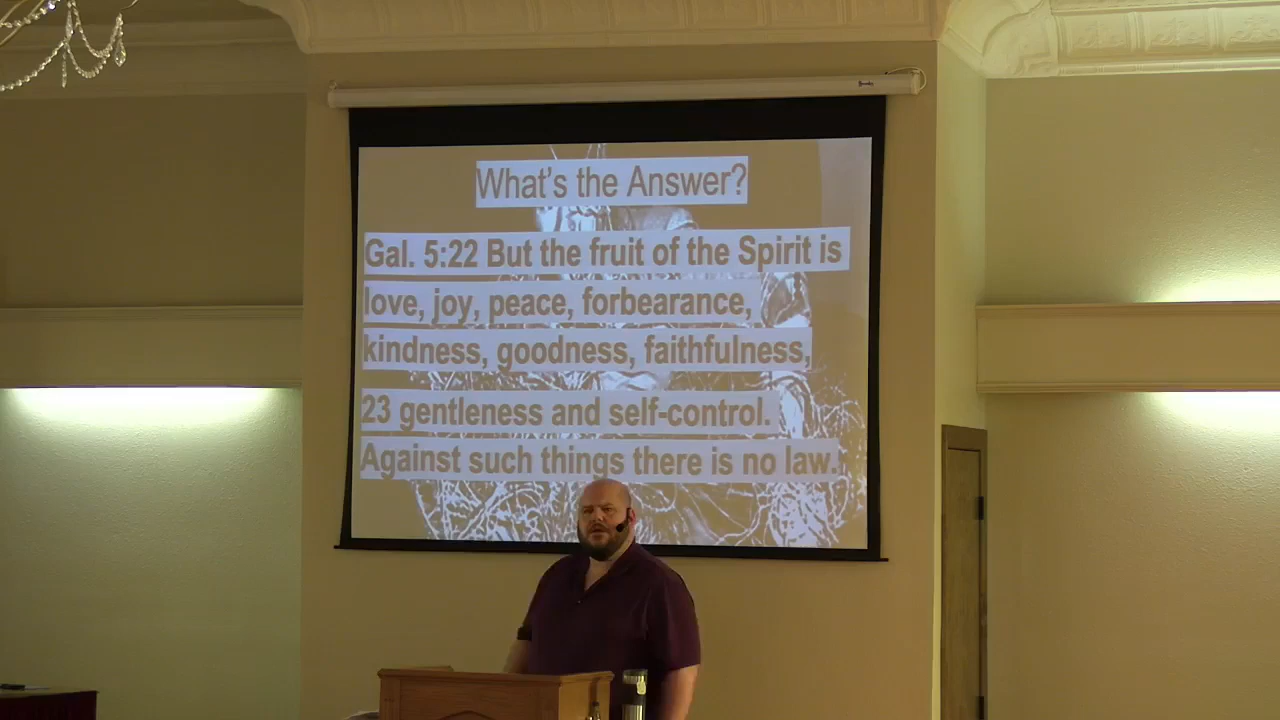 What's the Answer?
Gal. 5:22 But the fruit of the Spirit is
love, joy, peace, forbearance,
kindness, goodness, faithfulness,
23 gentleness and self-control.
Against such things there is no law.